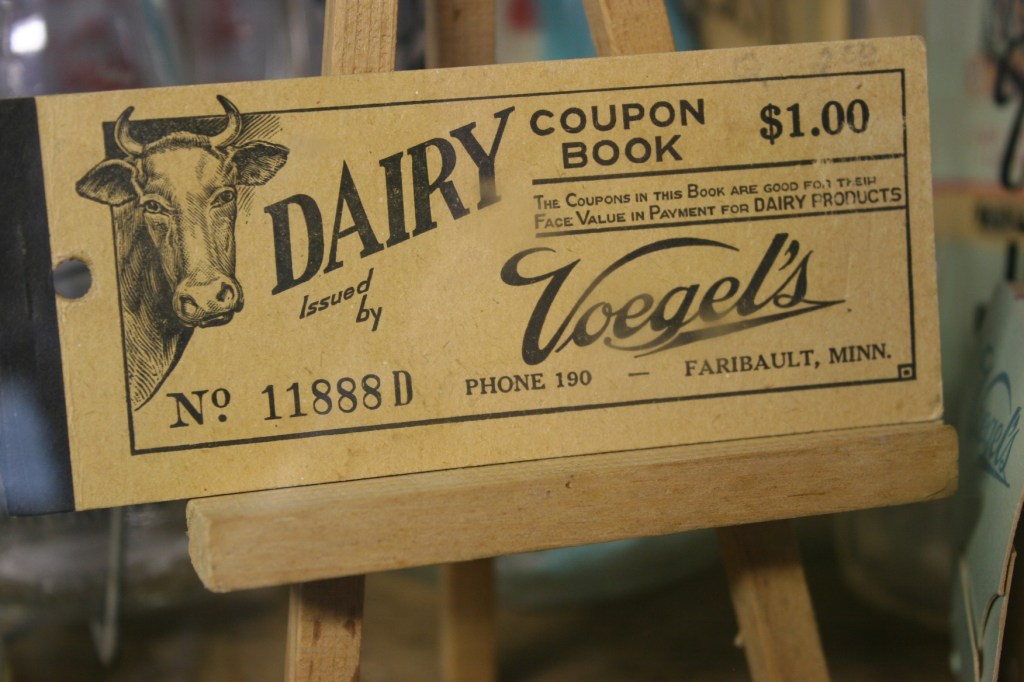 DAIRY
COUPON
BOOK
$1.00
THE COUPONS IN THIS BOOK ARE GOOD FOR THEIR
FACE VALUE IN PAYMENT FOR DAIRY PRODUCTS
Issued
by
Voegel's
No. 11888 D
PHONE 190 — FARIBAULT, MINN.